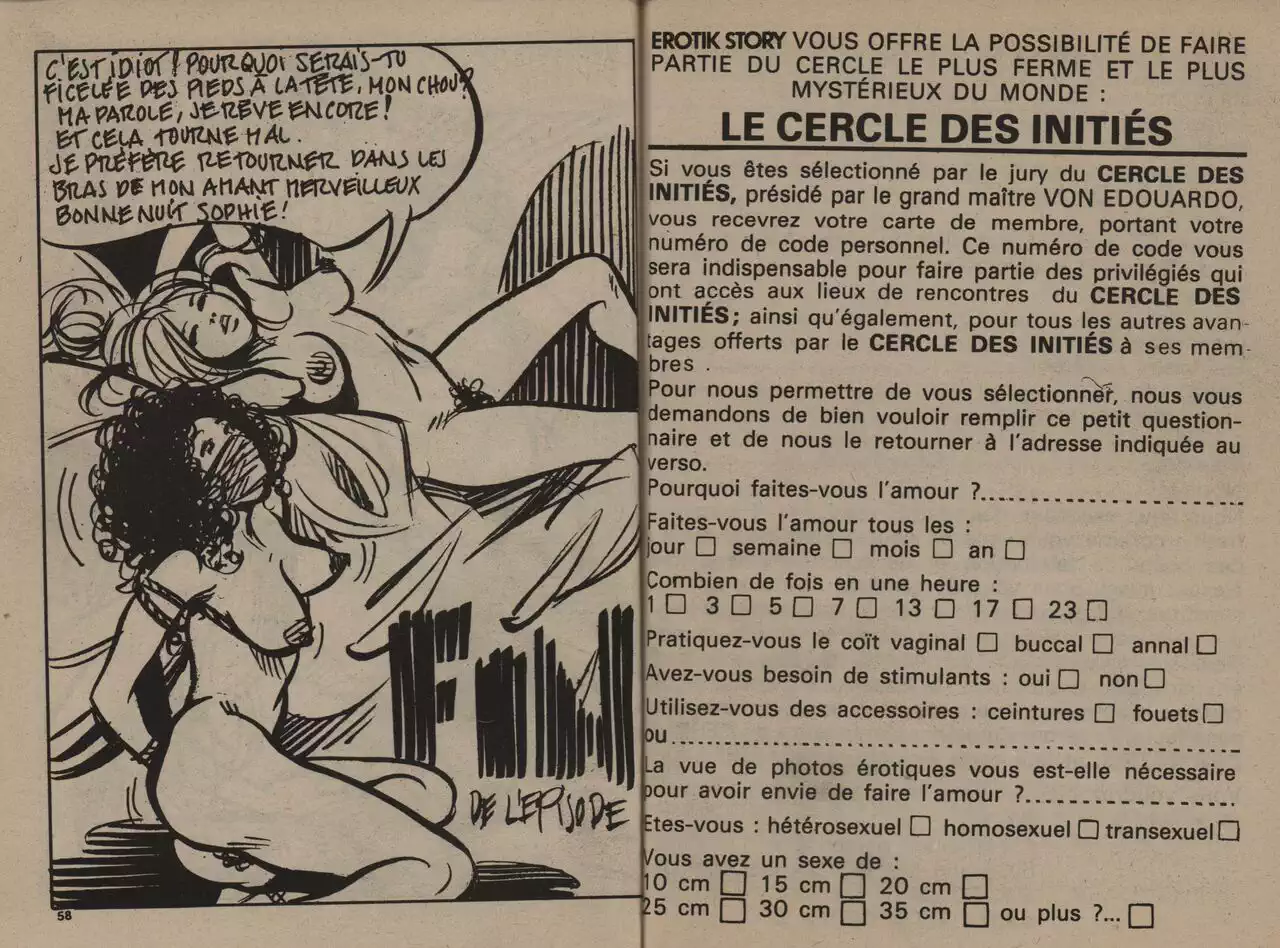 C'EST IDIOT! POURQUOI SERAIS-TU
FICELÉE DES PIEDS À LA TÊTE, MON CHOU?
MA PAROLE, JE RÊVE ENCORE!
ET CELA TOURNE MAL.
JE PRÉFÈRE RETOURNER DANS LES
BRAS DE MON AMANT MERVEILLEUX
BONNE NUIT SOPHIE!
FIN
DE L'EPISODE
58
EROTIK STORY VOUS OFFRE LA POSSIBILITÉ DE FAIRE
PARTIE DU CERCLE LE PLUS FERME ET LE PLUS
MYSTÉRIEUX DU MONDE :
LE CERCLE DES INITIÉS
Si vous êtes sélectionné par le jury du CERCLE DES
INITIÉS, présidé par le grand maître VON EDOUARDO,
vous recevrez votre carte de membre, portant votre
numéro de code personnel. Ce numéro de code vous
sera indispensable pour faire partie des privilégiés qui
ont accès aux lieux de rencontres du CERCLE DES
INITIÉS; ainsi qu'également, pour tous les autres avan-
tages offerts par le CERCLE DES INITIÉS à ses mem-
bres .
Pour nous permettre de vous sélectionner, nous vous
demandons de bien vouloir remplir ce petit question-
naire et de nous le retourner à l'adresse indiquée au
verso.
Pourquoi faites-vous l'amour ?
Faites-vous l'amour tous les :
jour □ semaine □ mois □ an □
Combien de fois en une heure :
1 □ 3 □ 5 □ 7 □ 13 □ 17 □ 23 □
Pratiquez-vous le coït vaginal □ buccal □ annal □
Avez-vous besoin de stimulants : oui □ non □
Utilisez-vous des accessoires : ceintures □ fouets □
ou
La vue de photos érotiques vous est-elle nécessaire
pour avoir envie de faire l'amour ?
Etes-vous : hétérosexuel □ homosexuel □ transexuel □
Vous avez un sexe de :
10 cm □ 15 cm □ 20 cm □
25 cm □ 30 cm □ 35 cm □ ou plus ?... □